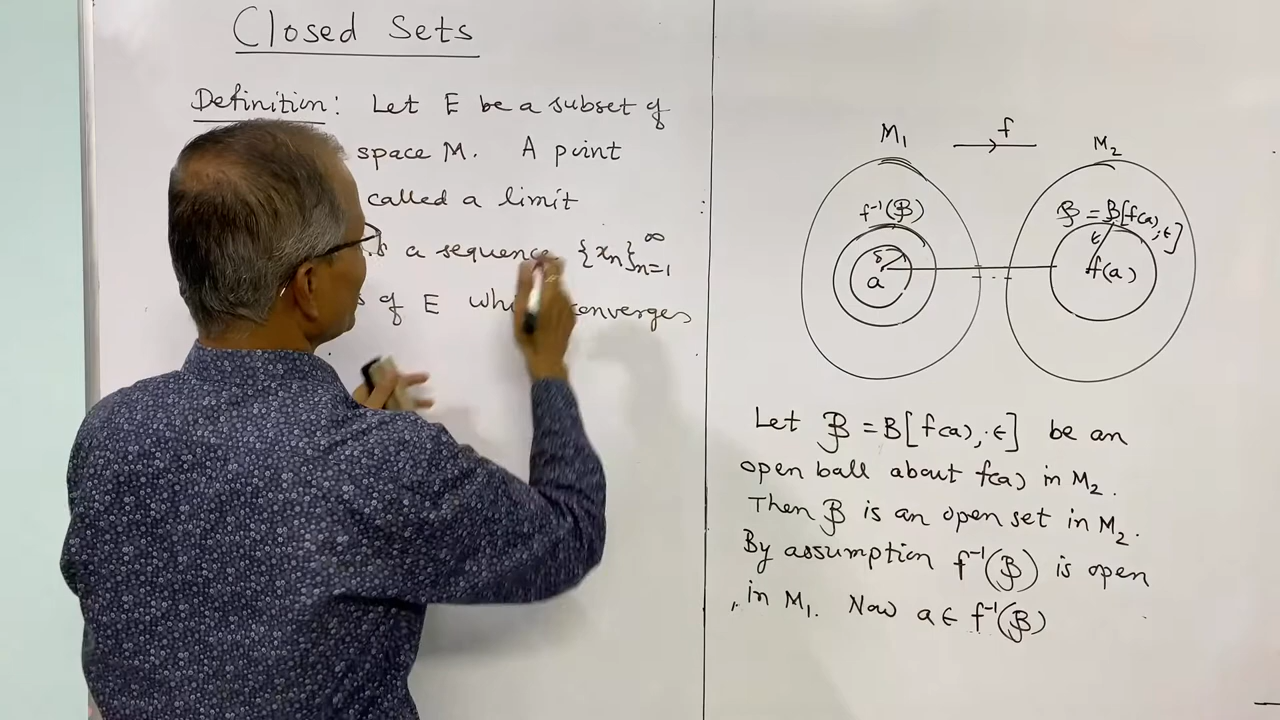 Closed Sets
Definition: Let E be a subset of
space M. A point
called a limit
a sequence {xₙ}ₙ₌₁^∞
of E converges
M₁
f
M₂
f⁻¹(𝔅)
𝔅 = B[f(a), ε]
ε
f(a)
a
Let 𝔅 = B[f(a), ε] be an
open ball about f(a) in M₂.
Then 𝔅 is an open set in M₂.
By assumption f⁻¹(𝔅) is open
in M₁. Now a ∈ f⁻¹(𝔅)